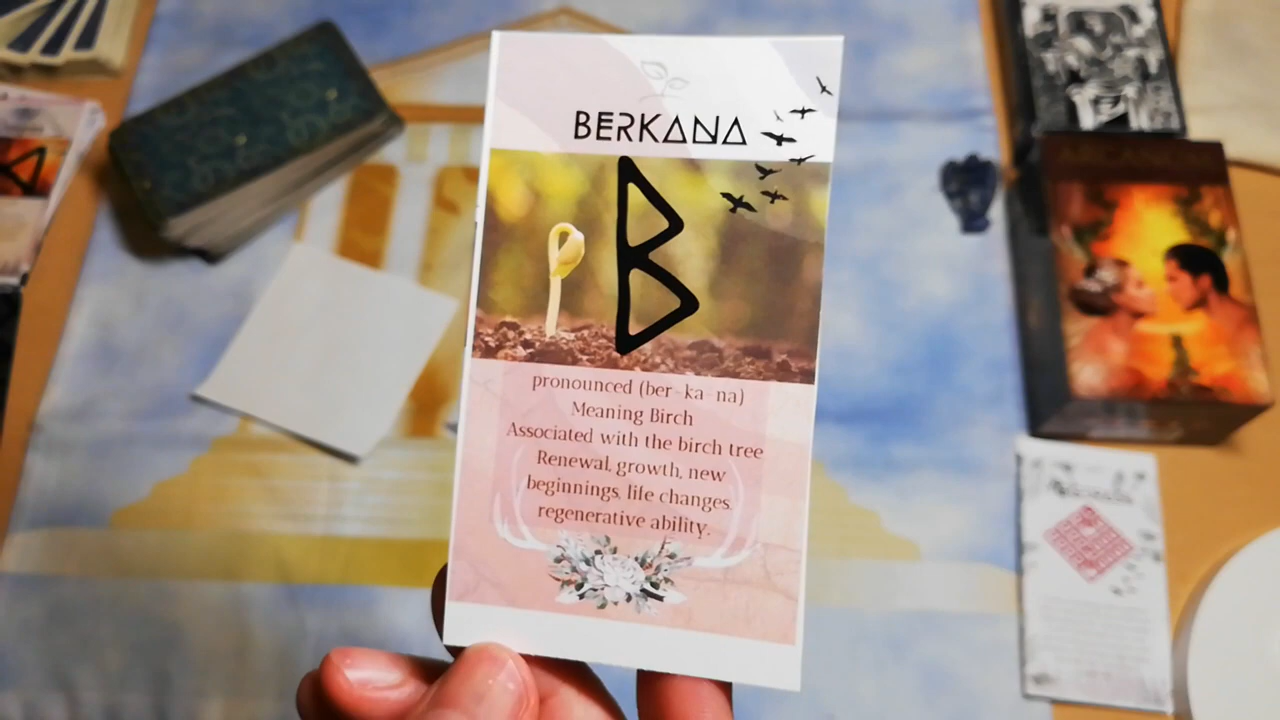 BERKANA
pronounced (ber-ka-na)
Meaning Birch
Associated with the birch tree
Renewal, growth, new
beginnings, life changes,
regenerative ability.